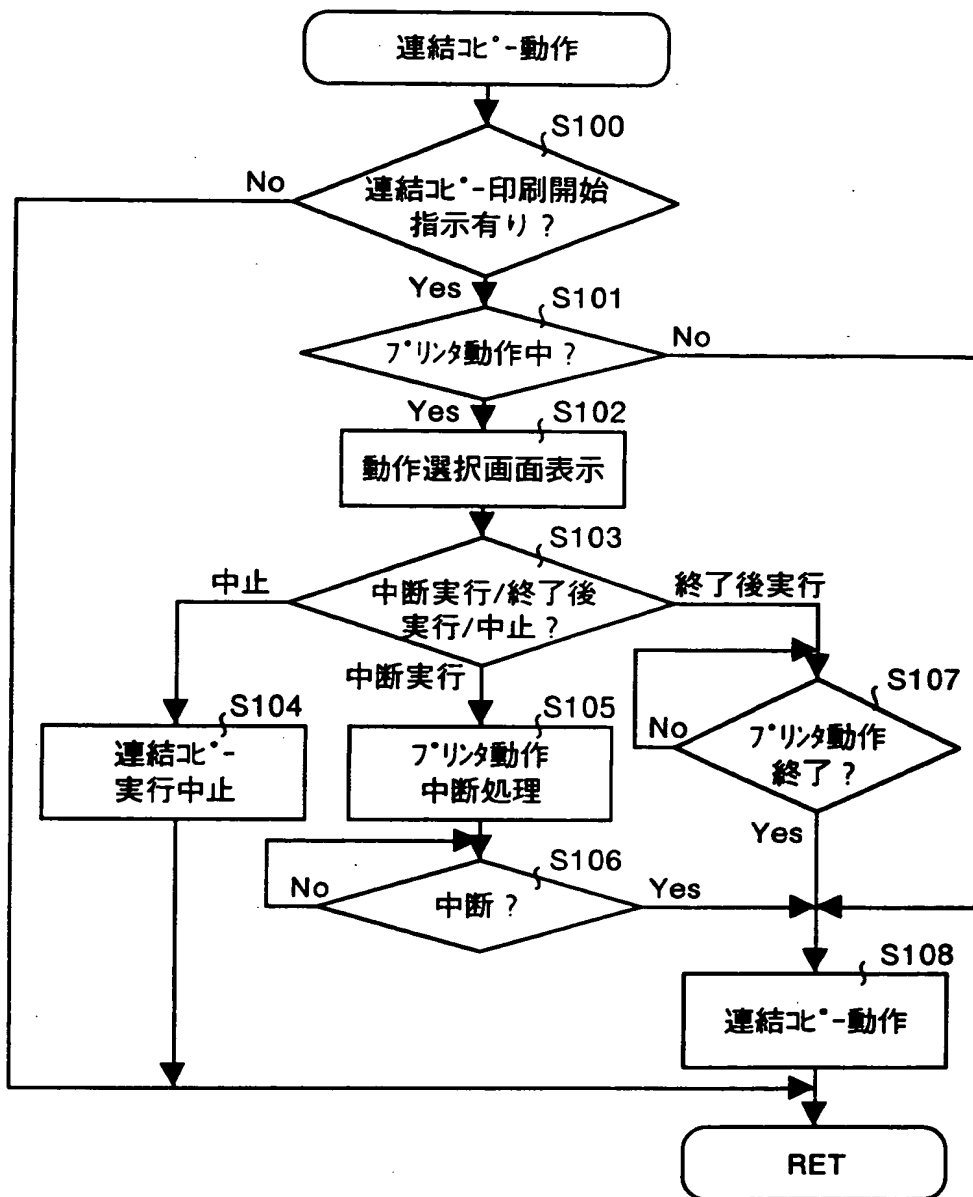 連結ｺﾋﾟｰ動作
S100
No
連結ｺﾋﾟｰ印刷開始
指示有り？
Yes
S101
No
ﾌﾟﾘﾝﾀ動作中？
Yes
S102
動作選択画面表示
S103
中止
中断実行/終了後
実行/中止？
終了後実行
中断実行
S104
S105
S107
連結ｺﾋﾟｰ
実行中止
ﾌﾟﾘﾝﾀ動作
中断処理
No
ﾌﾟﾘﾝﾀ動作
終了？
Yes
S106
No
中断？
Yes
S108
連結ｺﾋﾟｰ動作
RET